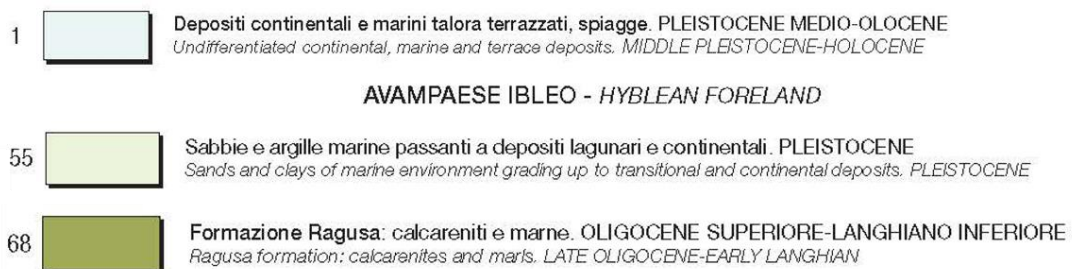 1 Depositi continentali e marini talora terrazzati, spiagge. PLEISTOCENE MEDIO-OLOCENE
Undifferentiated continental, marine and terrace deposits. MIDDLE PLEISTOCENE-HOLOCENE
AVAMPAESE IBLEO - HYBLEAN FORELAND
55 Sabbie e argille marine passanti a depositi lagunari e continentali. PLEISTOCENE
Sands and clays of marine environment grading up to transitional and continental deposits. PLEISTOCENE
68 Formazione Ragusa: calcareniti e marne. OLIGOCENE SUPERIORE-LANGHIANO INFERIORE
Ragusa formation: calcarenites and marls. LATE OLIGOCENE-EARLY LANGHIAN